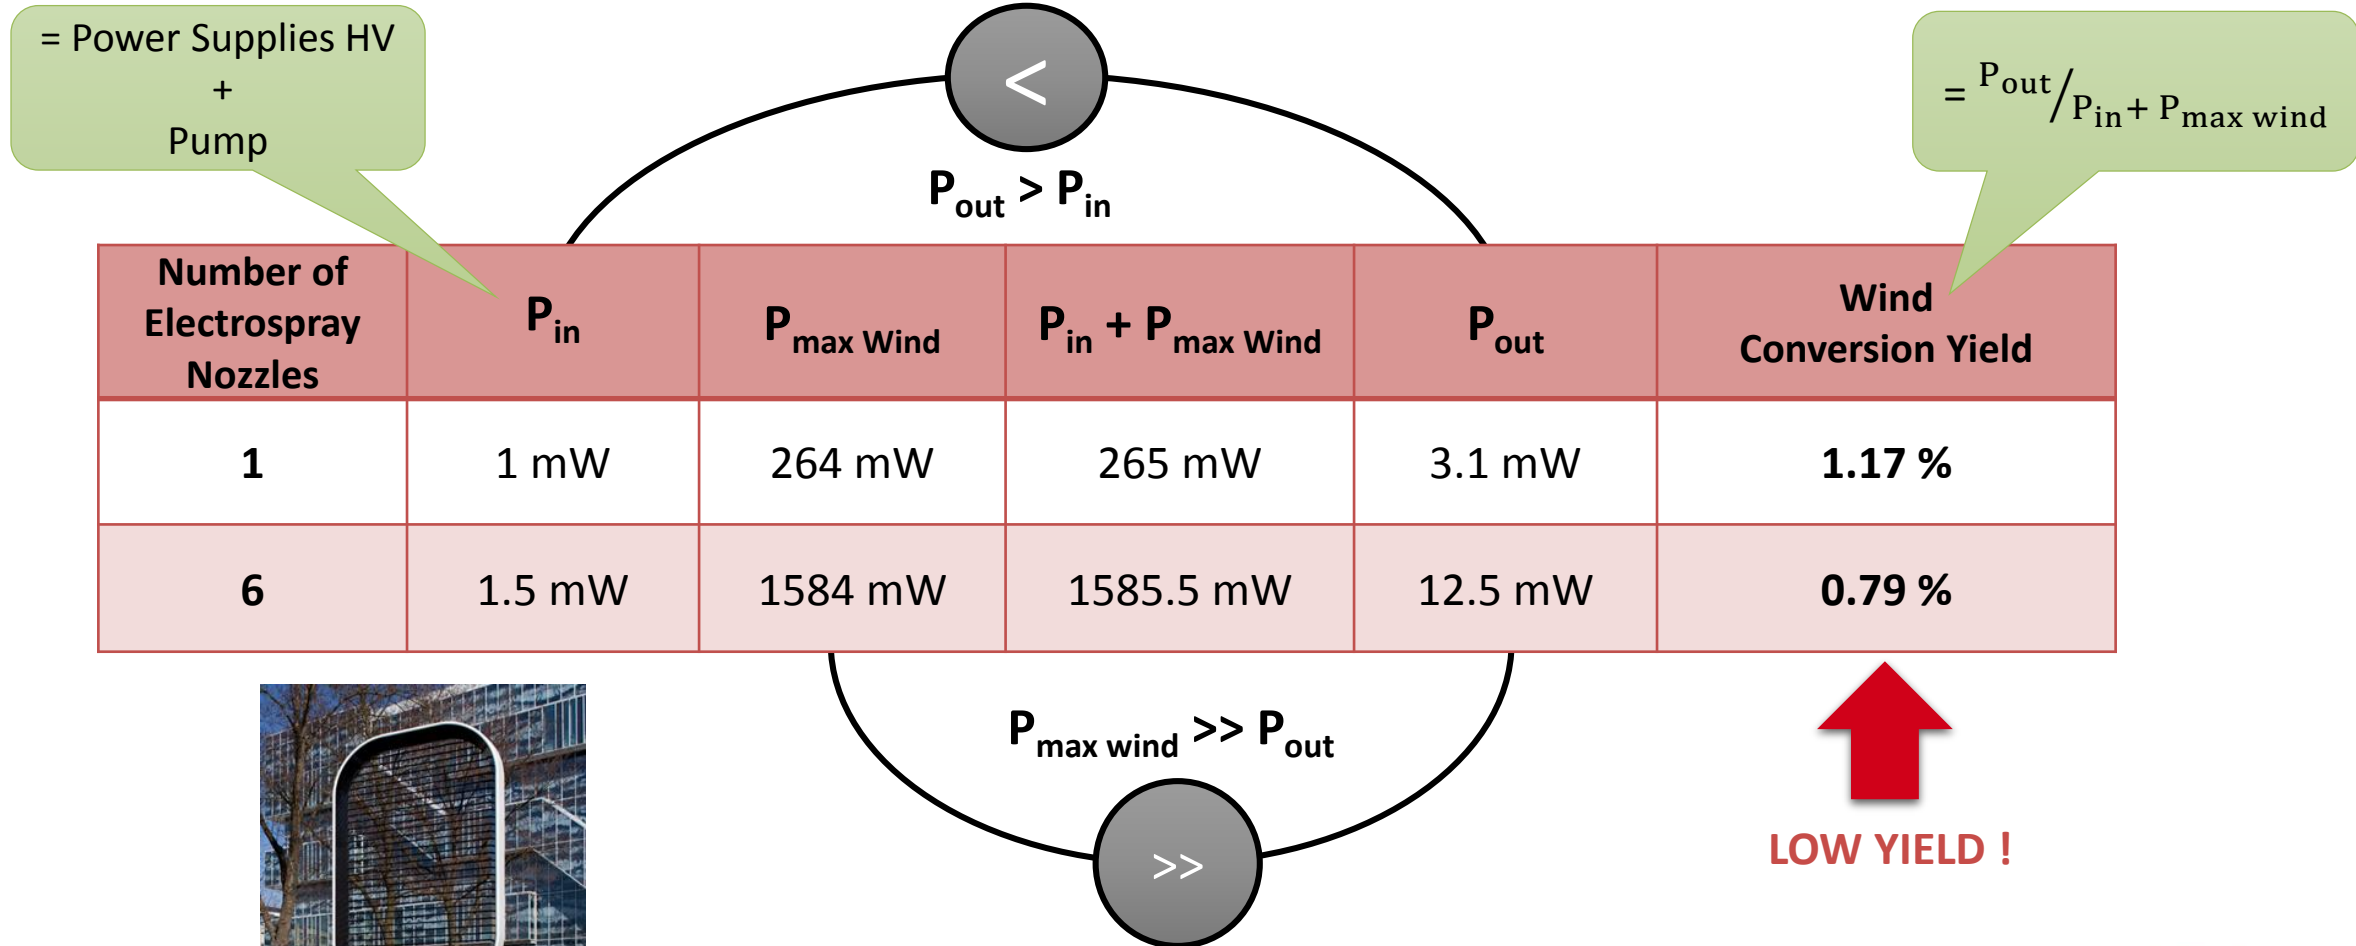 = Power Supplies HV
+
Pump
<
= Pout/Pin+ Pmax wind
Pout > Pin
Number of
Electrospray
Nozzles
Pin
Pmax Wind
Pin + Pmax Wind
Pout
Wind
Conversion Yield
1
1 mW
264 mW
265 mW
3.1 mW
1.17 %
6
1.5 mW
1584 mW
1585.5 mW
12.5 mW
0.79 %
Pmax wind >> Pout
>>
LOW YIELD !